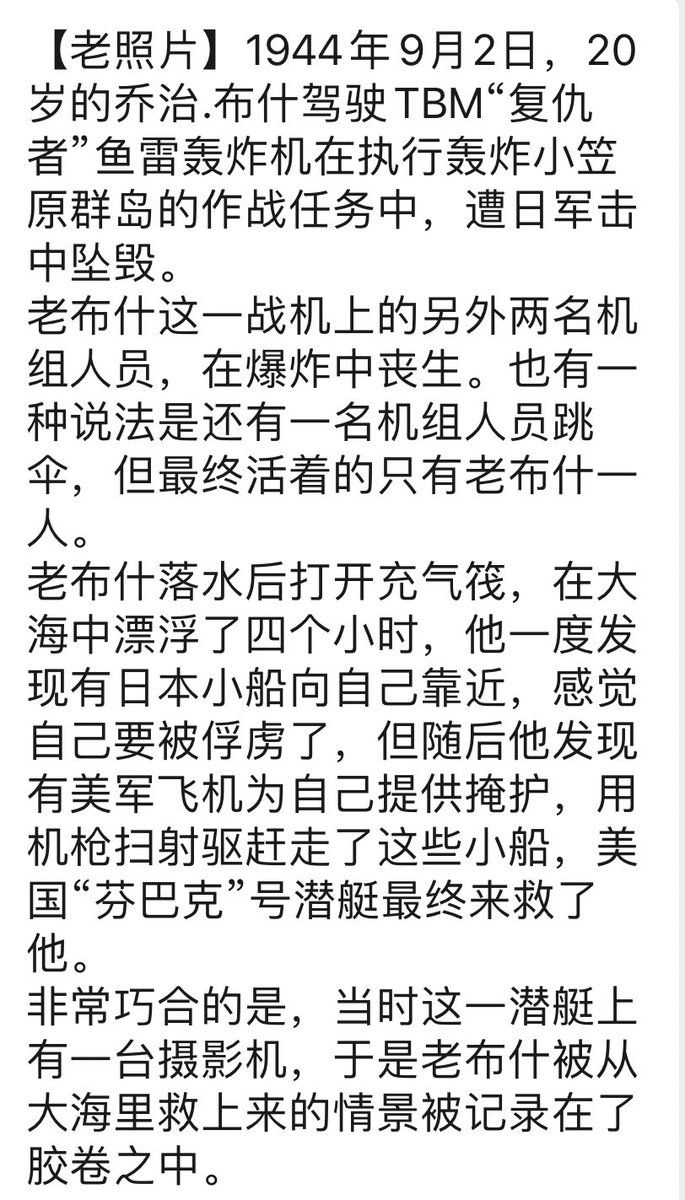 【老照片】1944年9月2日，20
岁的乔治.布什驾驶TBM“复仇
者”鱼雷轰炸机在执行轰炸小笠
原群岛的作战任务中，遭日军击
中坠毁。
老布什这一战机上的另外两名机
组人员，在爆炸中丧生。也有一
种说法是还有一名机组人员跳
伞，但最终活着的只有老布什一
人。
老布什落水后打开充气筏，在大
海中漂浮了四个小时，他一度发
现有日本小船向自己靠近，感觉
自己要被俘虏了，但随后他发现
有美军飞机为自己提供掩护，用
机枪扫射驱赶走了这些小船，美
国“芬巴克”号潜艇最终来救了
他。
非常巧合的是，当时这一潜艇上
有一台摄影机，于是老布什被从
大海里救上来的情景被记录在了
胶卷之中。